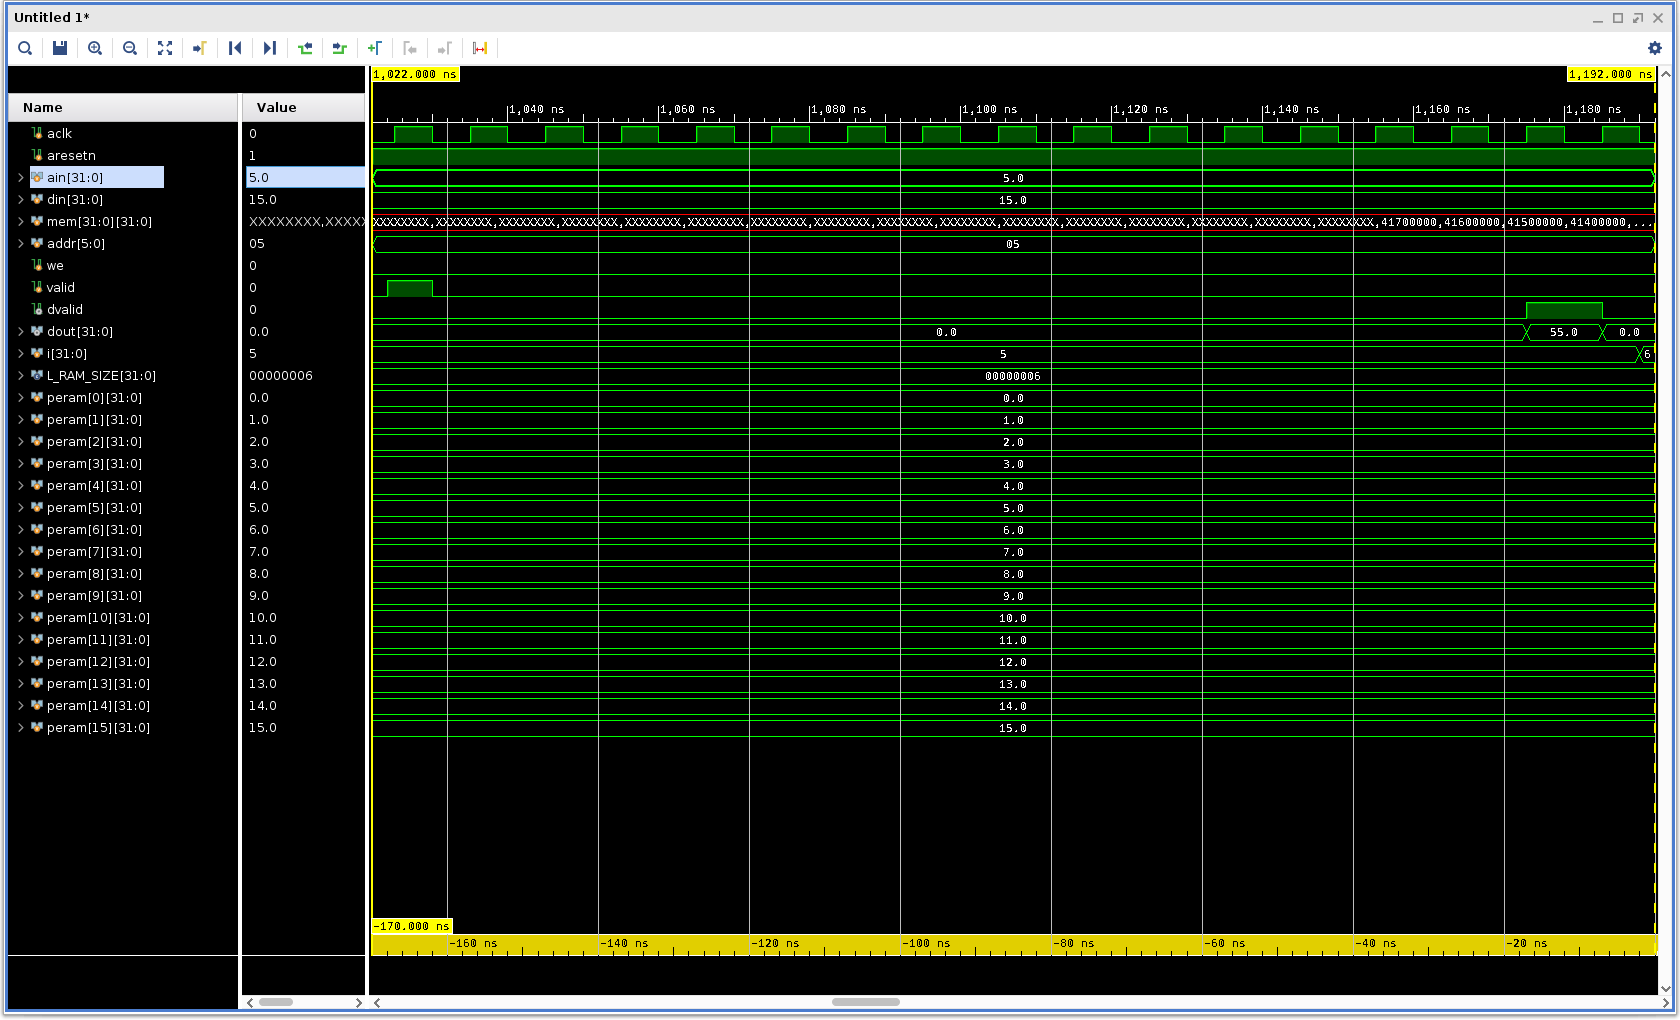 Untitled 1*
1,022.000 ns 1,192.000 ns
Name Value
1,040 ns 1,060 ns 1,080 ns 1,100 ns 1,120 ns 1,140 ns 1,160 ns 1,180 ns
aclk 0
aresetn 1
ain[31:0] 5.0 5.0
din[31:0] 15.0 15.0
mem[31:0][31:0] XXXXXXXX,XXXXX XXXXXXXX,XXXXXXXX,XXXXXXXX,XXXXXXXX,XXXXXXXX,XXXXXXXX,XXXXXXXX,XXXXXXXX,XXXXXXXX,XXXXXXXX,XXXXXXXX,XXXXXXXX,XXXXXXXX,XXXXXXXX,XXXXXXXX,XXXXXXXX,41700000,41600000,41500000,41400000,...
addr[5:0] 05 05
we 0
valid 0
dvalid 0
dout[31:0] 0.0 0.0 55.0 0.0
i[31:0] 5 5 6
L_RAM_SIZE[31:0] 00000006 00000006
peram[0][31:0] 0.0 0.0
peram[1][31:0] 1.0 1.0
peram[2][31:0] 2.0 2.0
peram[3][31:0] 3.0 3.0
peram[4][31:0] 4.0 4.0
peram[5][31:0] 5.0 5.0
peram[6][31:0] 6.0 6.0
peram[7][31:0] 7.0 7.0
peram[8][31:0] 8.0 8.0
peram[9][31:0] 9.0 9.0
peram[10][31:0] 10.0 10.0
peram[11][31:0] 11.0 11.0
peram[12][31:0] 12.0 12.0
peram[13][31:0] 13.0 13.0
peram[14][31:0] 14.0 14.0
peram[15][31:0] 15.0 15.0
-170.000 ns
-160 ns -140 ns -120 ns -100 ns -80 ns -60 ns -40 ns -20 ns